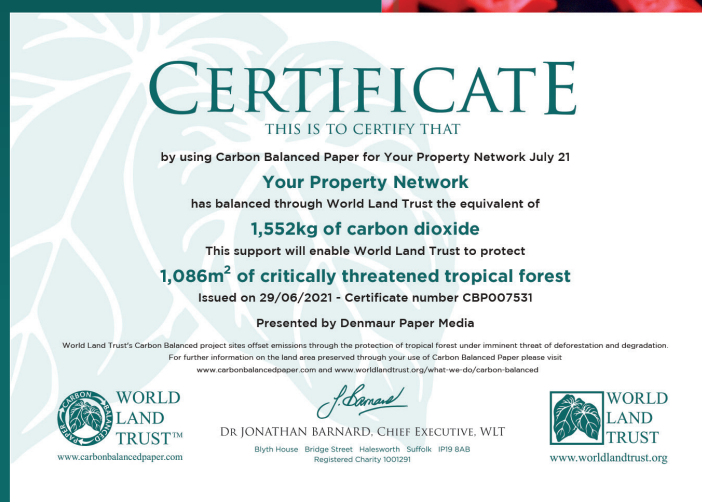 CERTIFICATE
THIS IS TO CERTIFY THAT
by using Carbon Balanced Paper for Your Property Network July 21
Your Property Network
has balanced through World Land Trust the equivalent of
1,552kg of carbon dioxide
This support will enable World Land Trust to protect
1,086m² of critically threatened tropical forest
Issued on 29/06/2021 - Certificate number CBP007531
Presented by Denmaur Paper Media
World Land Trust's Carbon Balanced project sites offset emissions through the protection of tropical forest under imminent threat of deforestation and degradation.
For further information on the land area preserved through your use of Carbon Balanced Paper please visit
www.carbonbalancedpaper.com and www.worldlandtrust.org/what-we-do/carbon-balanced
CARBON BALANCED PAPER
WORLD
LAND
TRUST™
www.carbonbalancedpaper.com
J. Barnard
DR JONATHAN BARNARD, CHIEF EXECUTIVE, WLT
Blyth House Bridge Street Halesworth Suffolk IP19 8AB
Registered Charity 1001291
WORLD
LAND
TRUST
www.worldlandtrust.org